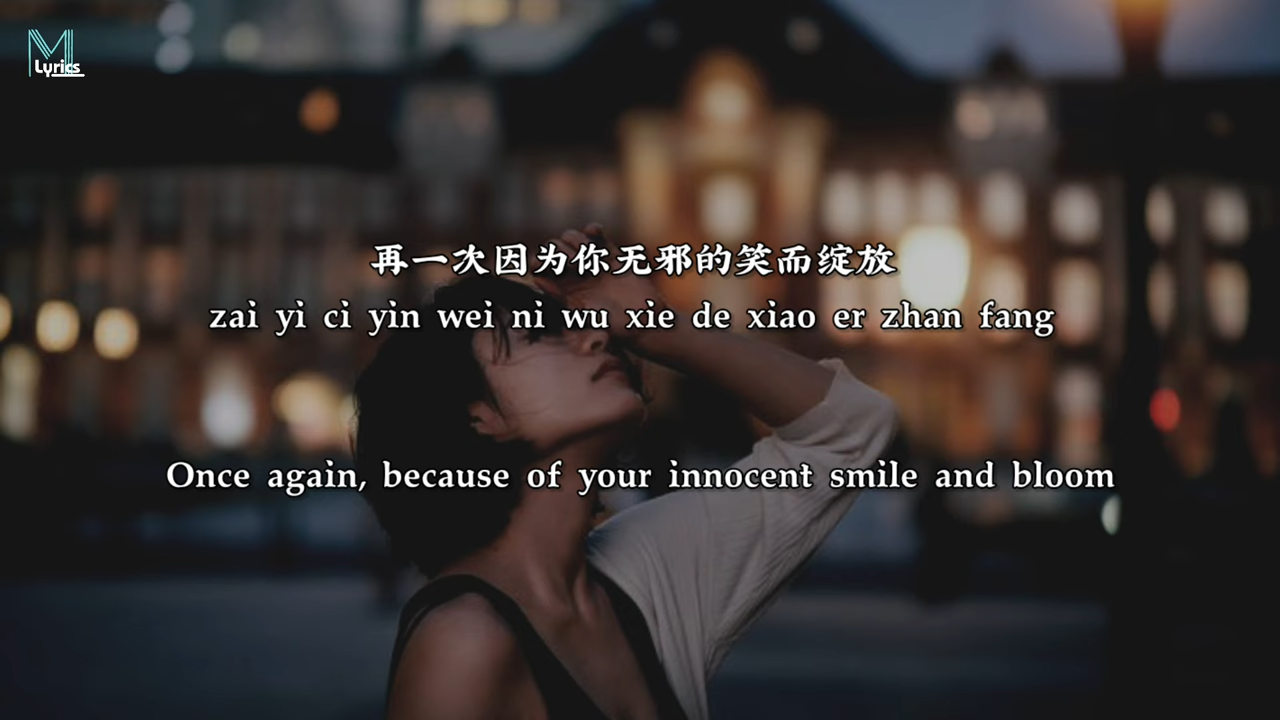 M
Lyrics
再一次因为你无邪的笑而绽放
zai yi ci yin wei ni wu xie de xiao er zhan fang
Once again, because of your innocent smile and bloom